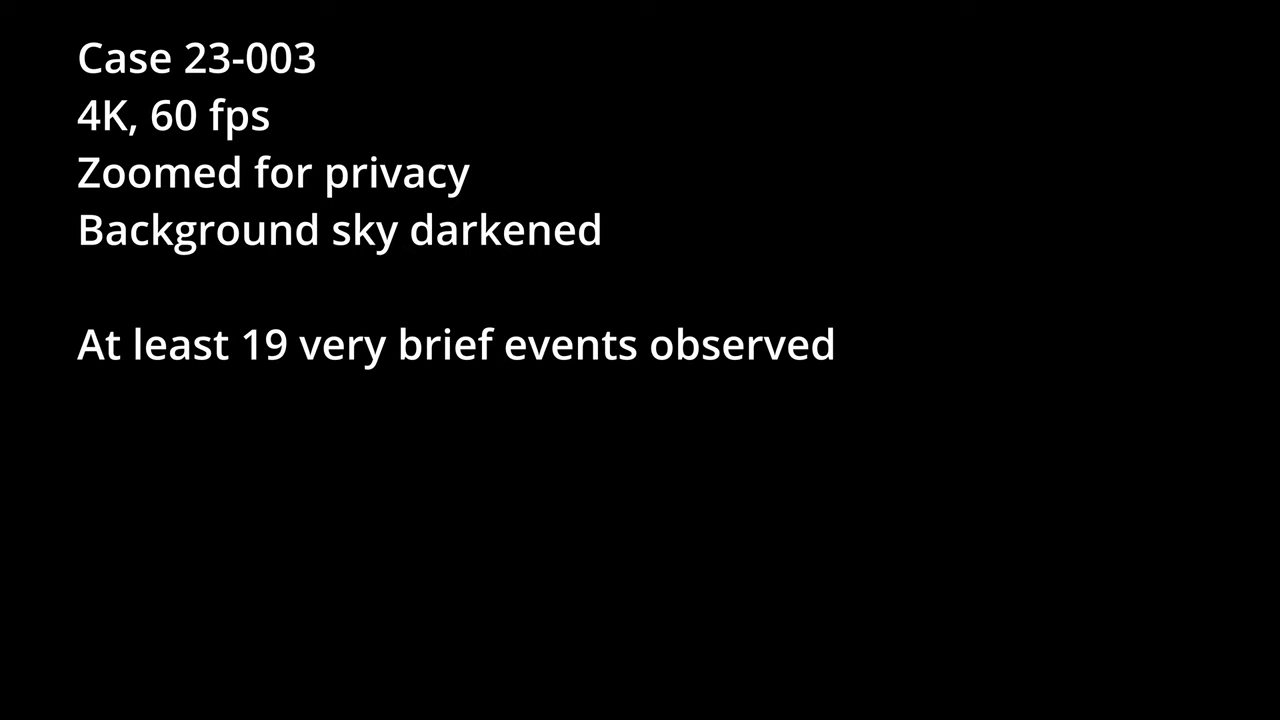 Case 23-003
4K, 60 fps
Zoomed for privacy
Background sky darkened
At least 19 very brief events observed